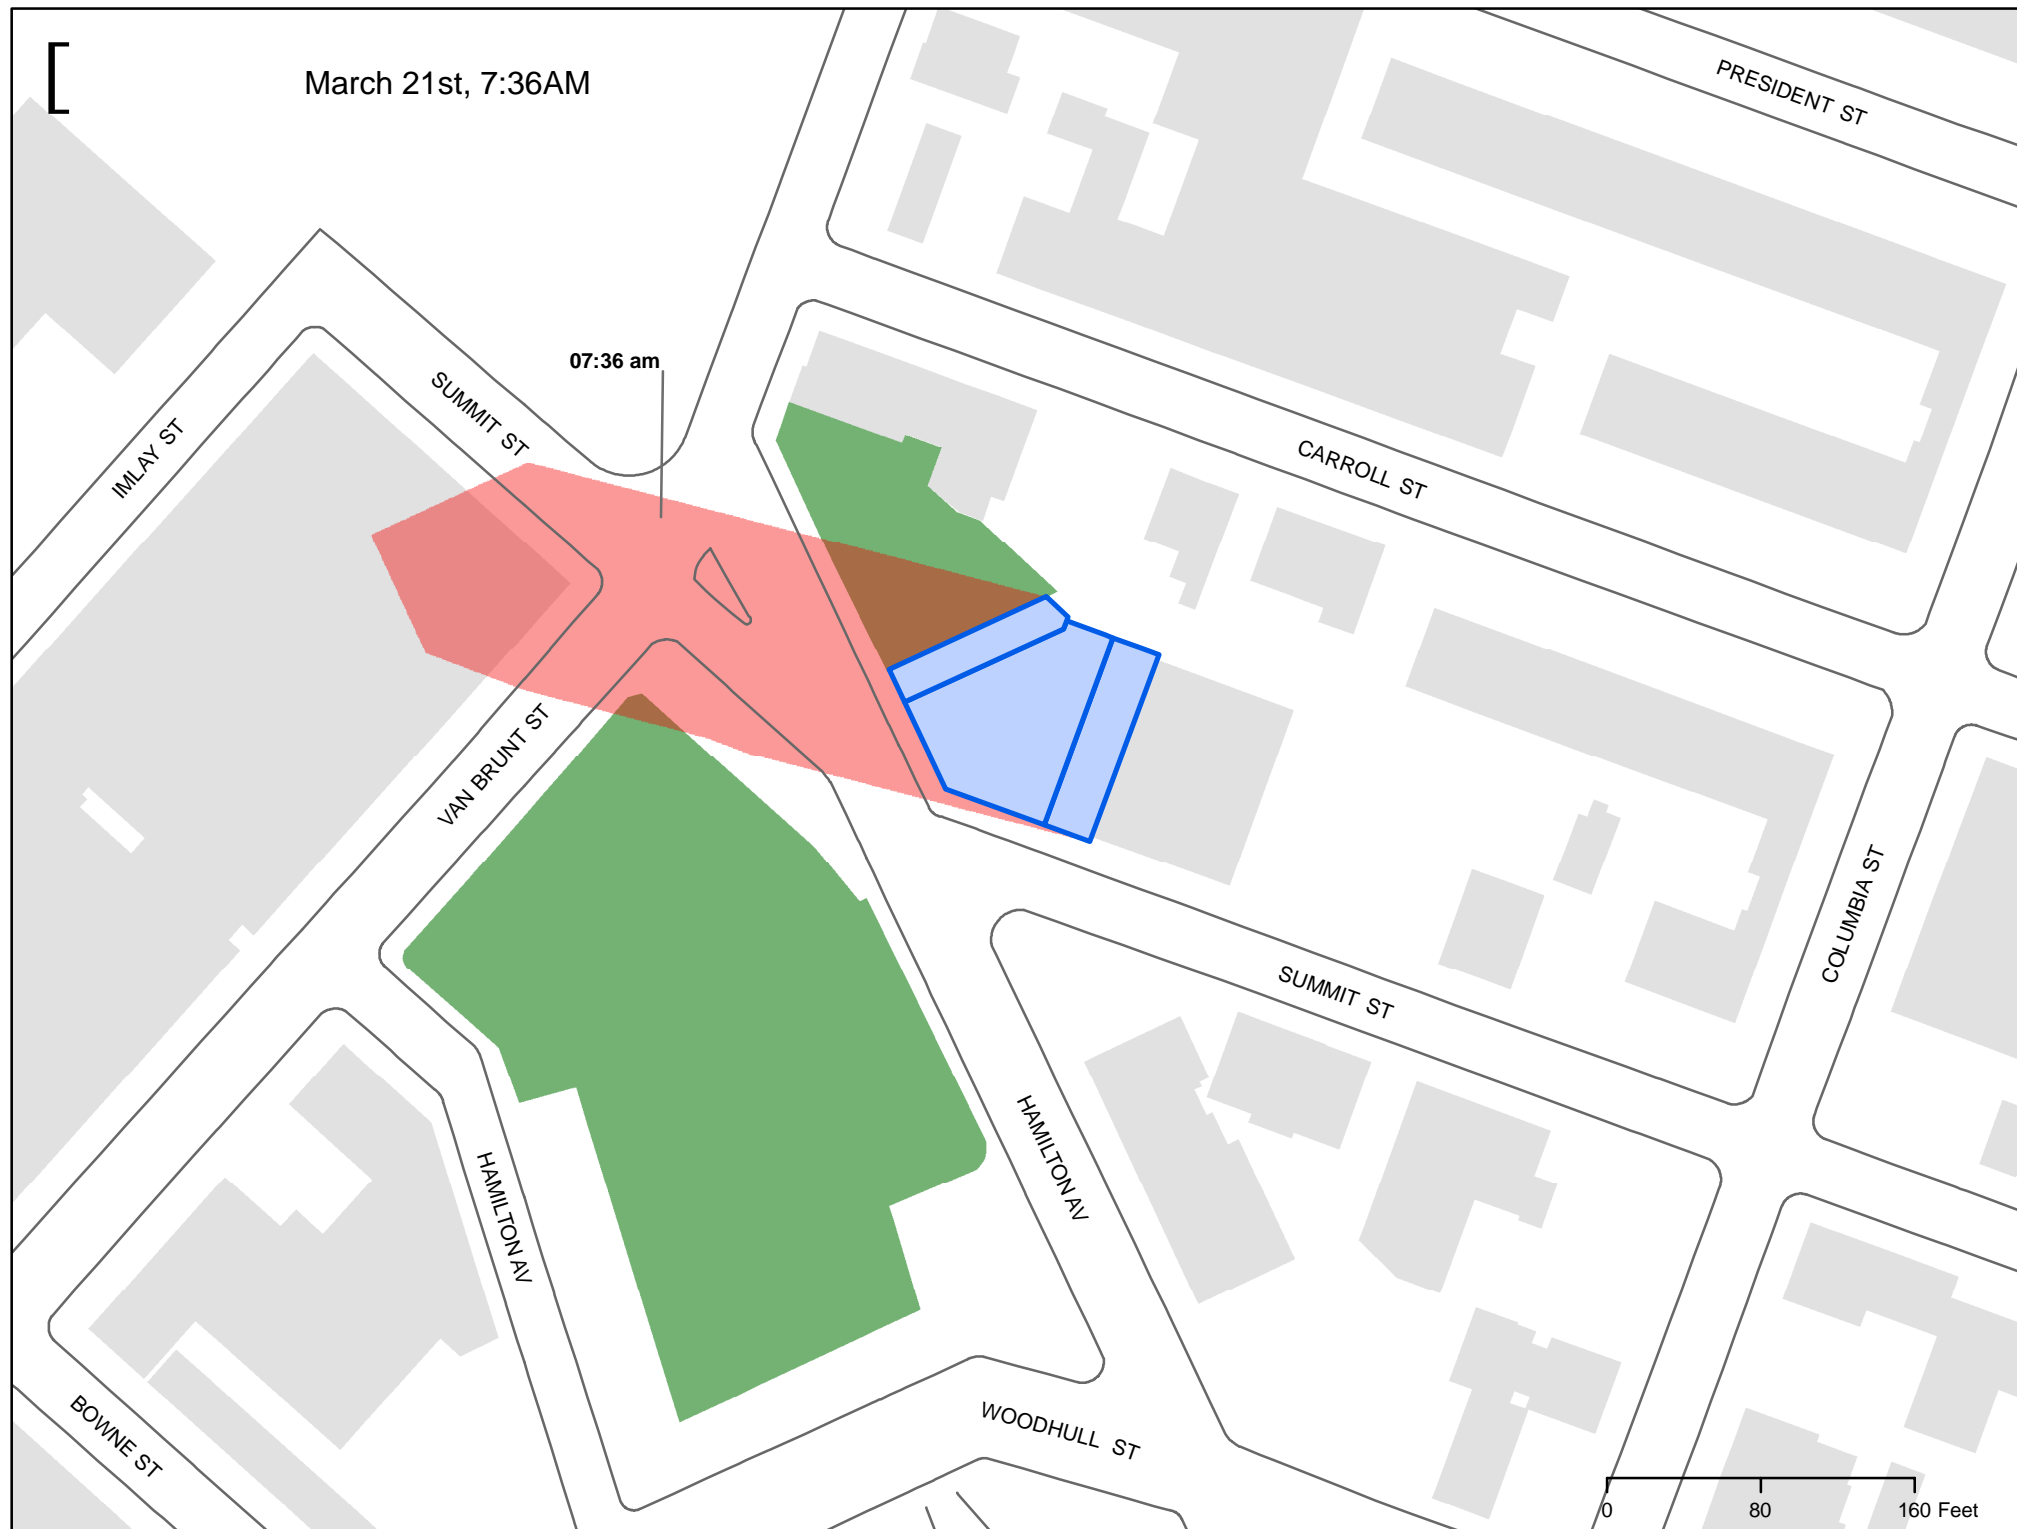 [
March 21st, 7:36AM
PRESIDENT ST
07:36 am
SUMMIT ST
IMLAY ST
CARROLL ST
VAN BRUNT ST
COLUMBIA ST
SUMMIT ST
HAMILTON AV
HAMILTON AV
WOODHULL ST
BOWNE ST
0 80 160 Feet